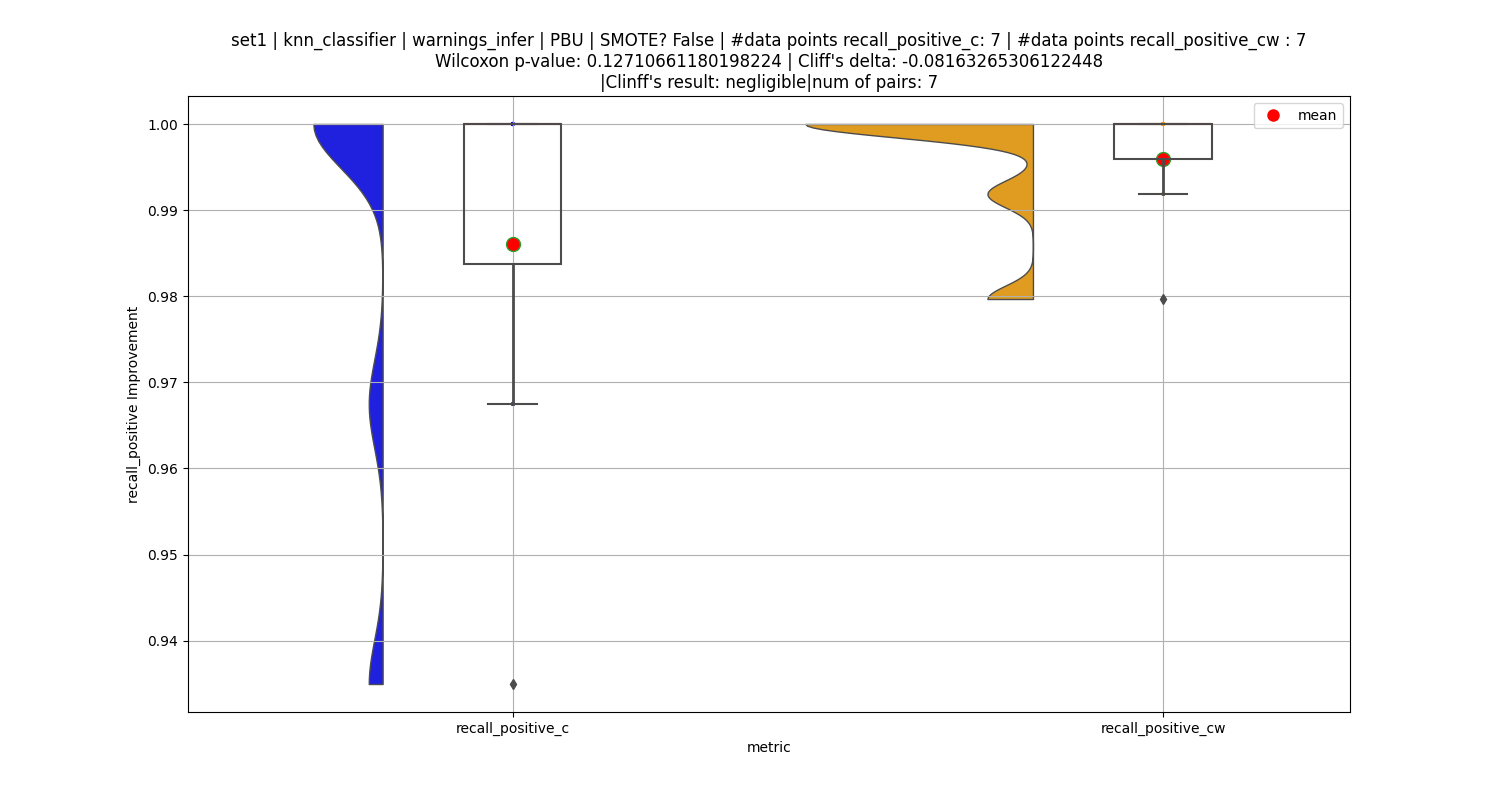 set1 | knn_classifier | warnings_infer | PBU | SMOTE? False | #data points recall_positive_c: 7 | #data points recall_positive_cw : 7
Wilcoxon p-value: 0.12710661180198224 | Cliff's delta: -0.08163265306122448
|Clinff's result: negligible|num of pairs: 7
mean
1.00
0.99
0.98
0.97
0.96
0.95
0.94
recall_positive Improvement
recall_positive_c
recall_positive_cw
metric